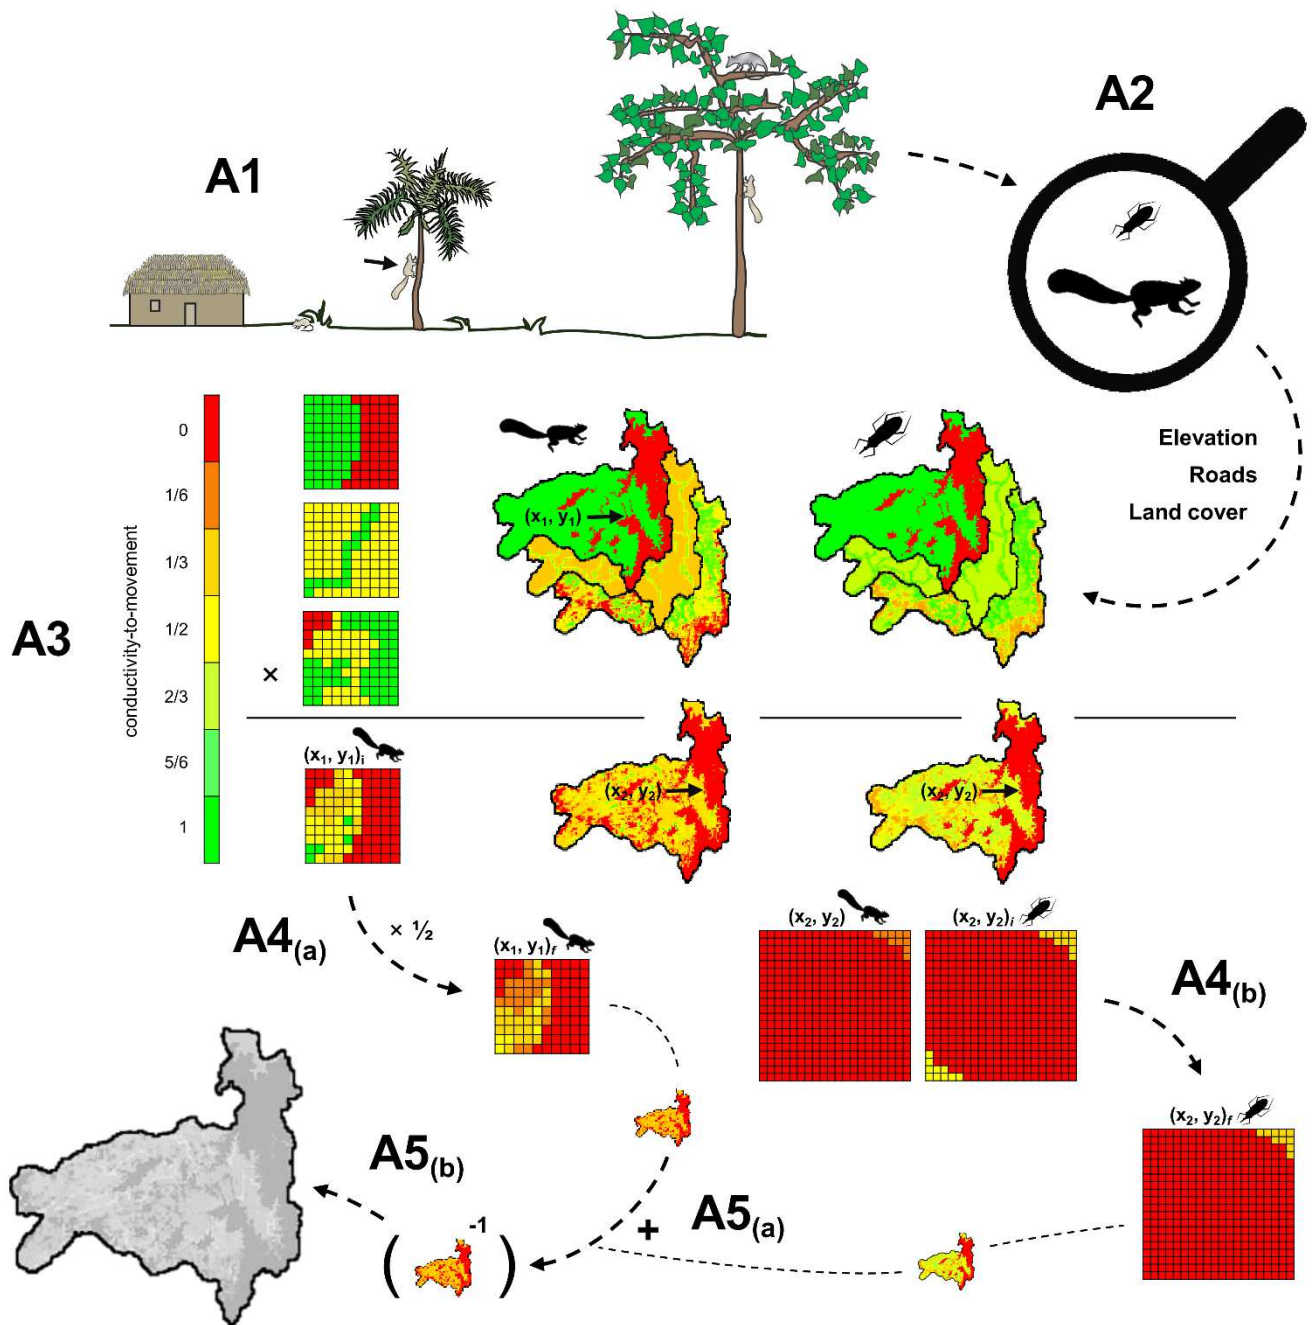 A1
A2
Elevation
Roads
Land cover
A3
conductivity-to-movement
0
1/6
1/3
1/2
2/3
5/6
1
×
(x1, y1)
(x1, y1)i
(x2, y2)
(x2, y2)
A4(a)
× ½
(x1, y1)f
(x2, y2)
(x2, y2)i
A4(b)
(x2, y2)f
A5(b)
A5(a)
+
( -1 )